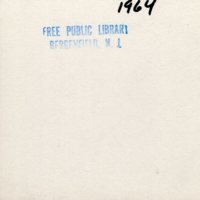 1964
FREE PUBLIC LIBRARY
BERGENFIELD, N. J.